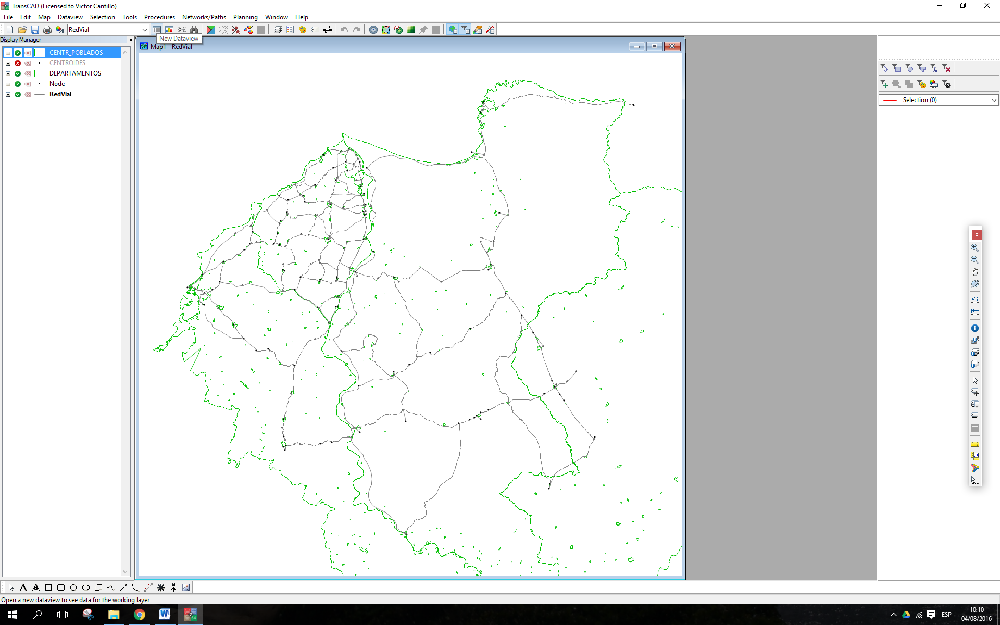 TransCAD (Licensed to Victor Cantillo)
File Edit Map Dataview Selection Tools Procedures Networks/Paths Planning Window Help
RedVial
MI
KM
New Dataview
Display Manager
Map1 - RedVial
CENTR_POBLADOS
CENTROIDES
DEPARTAMENTOS
Node
RedVial
Selection (0)
Open a new dataview to see data for the working layer
ESP
10:10
04/08/2016